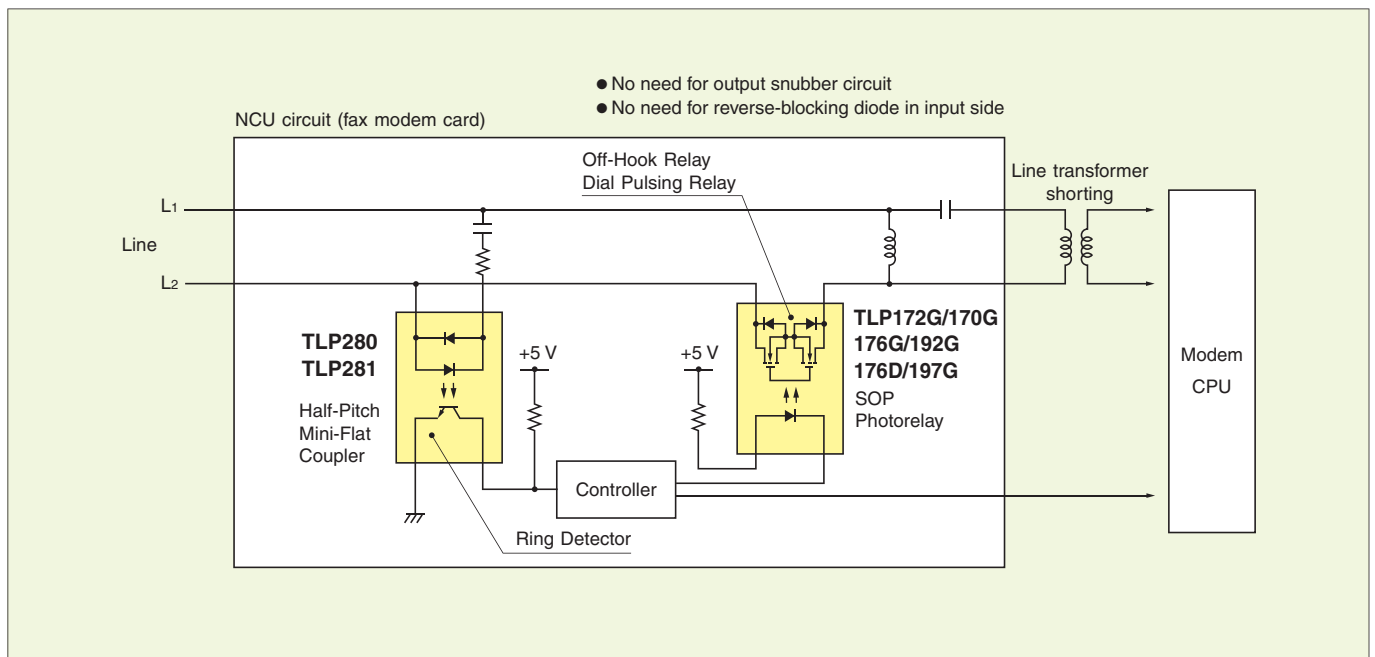 ● No need for output snubber circuit
● No need for reverse-blocking diode in input side
NCU circuit (fax modem card)
Off-Hook Relay
Dial Pulsing Relay
Line transformer
shorting
L1
Line
L2
TLP280
TLP281
Half-Pitch
Mini-Flat
Coupler
+5 V
+5 V
TLP172G/170G
176G/192G
176D/197G
SOP
Photorelay
Modem
CPU
Controller
Ring Detector